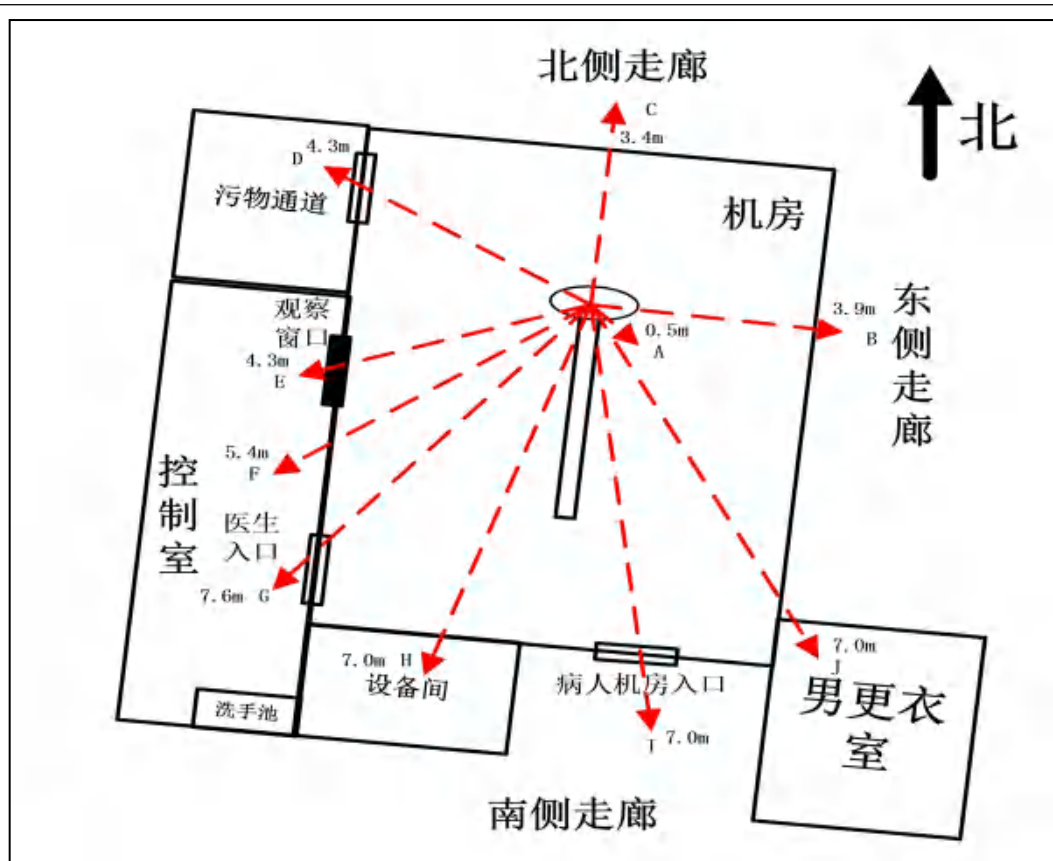 北侧走廊
C
3.4m
北
4.3m
D
污物通道
机房
观察
窗口
4.3m
E
0.5m
A
3.9m
B
东侧走廊
5.4m
F
控制室
医生
入口
7.6m G
7.0m H
设备间
病人机房入口
7.0m
J
男更衣
室
洗手池
I 7.0m
南侧走廊